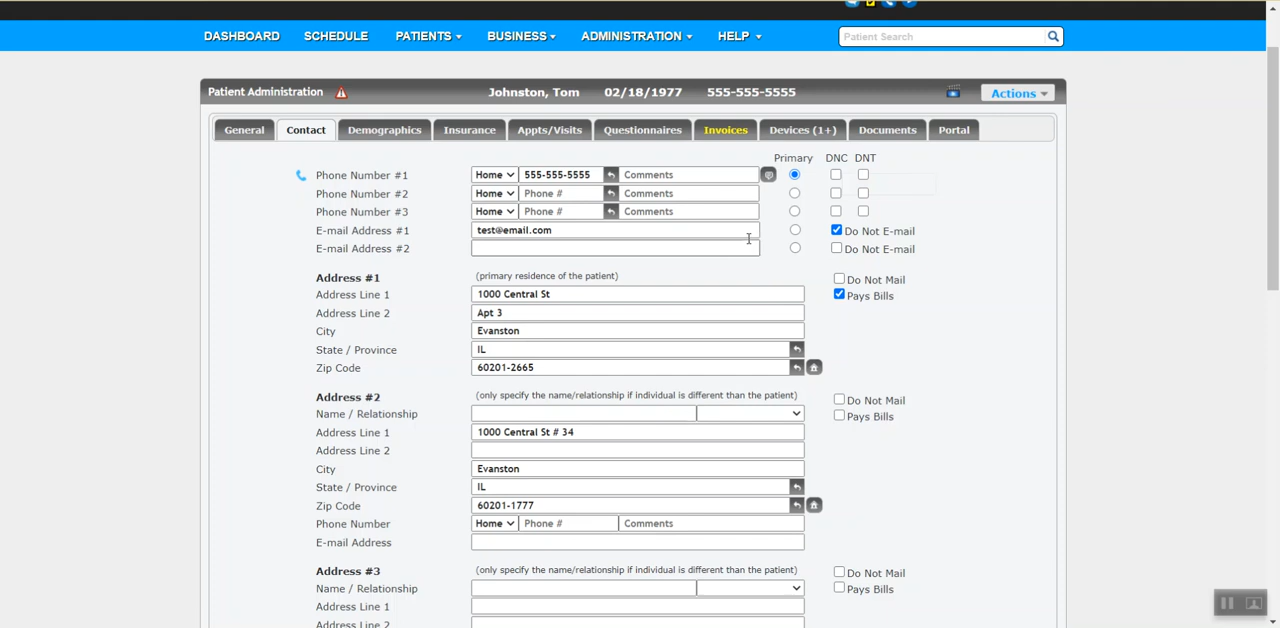 DASHBOARD SCHEDULE PATIENTS BUSINESS ADMINISTRATION HELP Patient Search
Patient Administration Johnston, Tom 02/18/1977 555-555-5555 Actions
General Contact Demographics Insurance Appts/Visits Questionnaires Invoices Devices (1+) Documents Portal
Primary DNC DNT
Phone Number #1 Home 555-555-5555 Comments
Phone Number #2 Home Phone # Comments
Phone Number #3 Home Phone # Comments
E-mail Address #1 test@email.com Do Not E-mail
E-mail Address #2 Do Not E-mail
Address #1 (primary residence of the patient) Do Not Mail
Address Line 1 1000 Central St Pays Bills
Address Line 2 Apt 3
City Evanston
State / Province IL
Zip Code 60201-2665
Address #2 (only specify the name/relationship if individual is different than the patient) Do Not Mail
Name / Relationship Pays Bills
Address Line 1 1000 Central St # 34
Address Line 2
City Evanston
State / Province IL
Zip Code 60201-1777
Phone Number Home Phone # Comments
E-mail Address
Address #3 (only specify the name/relationship if individual is different than the patient) Do Not Mail
Name / Relationship Pays Bills
Address Line 1
Address Line 2